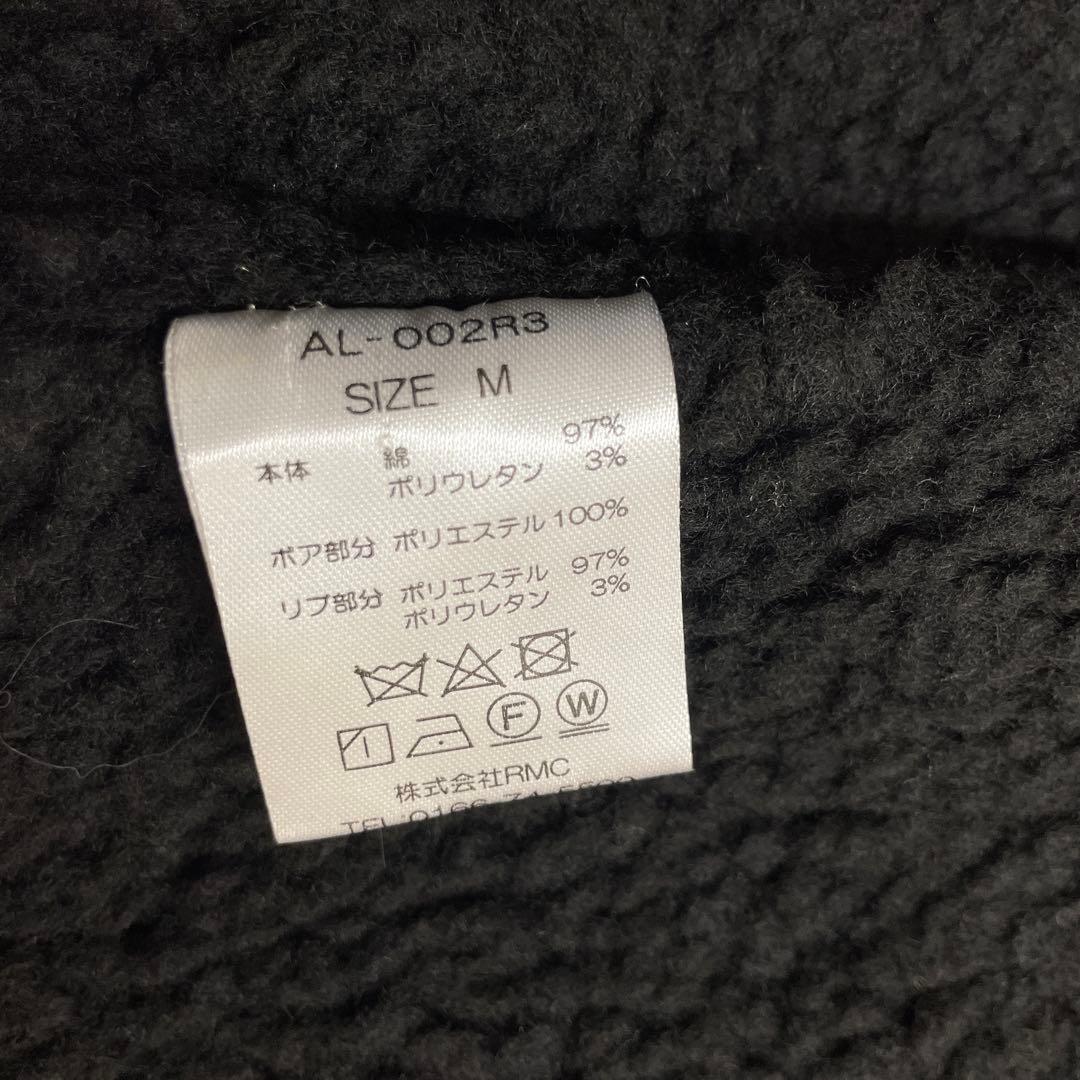 AL-002R3
SIZE M
本体 綿 97%
ポリウレタン 3%
ボア部分 ポリエステル 100%
リブ部分 ポリエステル 97%
ポリウレタン 3%
F W
株式会社RMC
TEL:0166